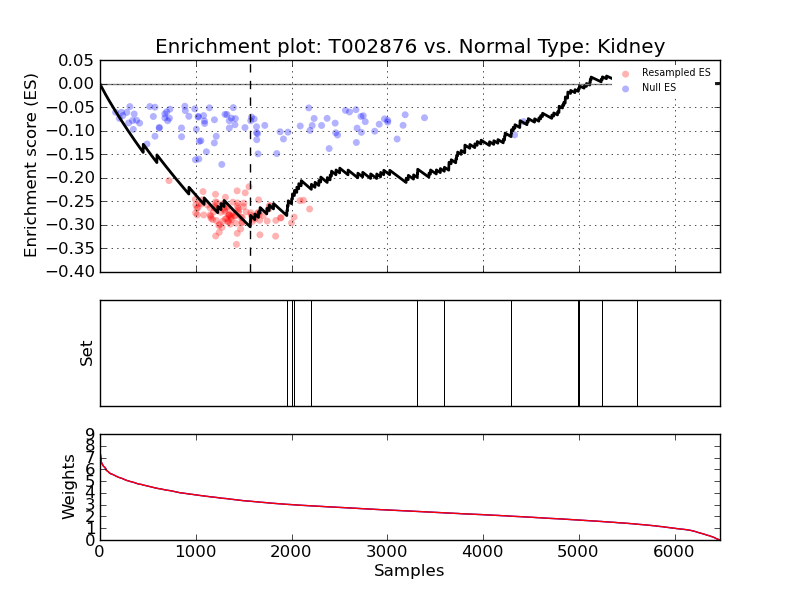 Enrichment plot: T002876 vs. Normal Type: Kidney
Enrichment score (ES)
0.05
0.00
−0.05
−0.10
−0.15
−0.20
−0.25
−0.30
−0.35
−0.40
Resampled ES
Null ES
Set
Weights
9
8
7
6
5
4
3
2
1
0
0 1000 2000 3000 4000 5000 6000
Samples